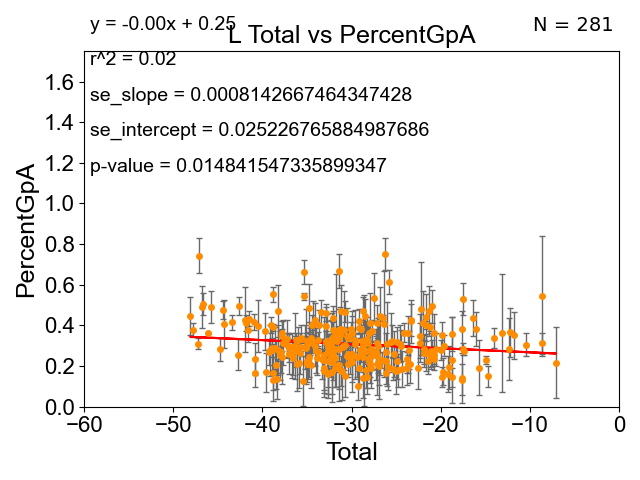 y = -0.00x + 0.25
N = 281
L Total vs PercentGpA
r^2 = 0.02
se_slope = 0.0008142667464347428
se_intercept = 0.025226765884987686
p-value = 0.014841547335899347
PercentGpA
1.6
1.4
1.2
1.0
0.8
0.6
0.4
0.2
0.0
−60
−50
−40
−30
−20
−10
0
Total